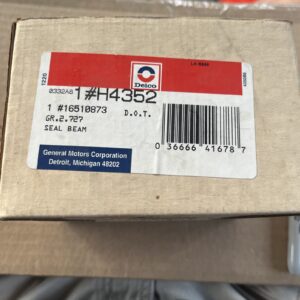 Delco
0332A8
1#H4352
1 #16510873 D.O.T.
GR.2.727
SEAL BEAM
0 36666 41678 7
General Motors Corporation
Detroit, Michigan 48202